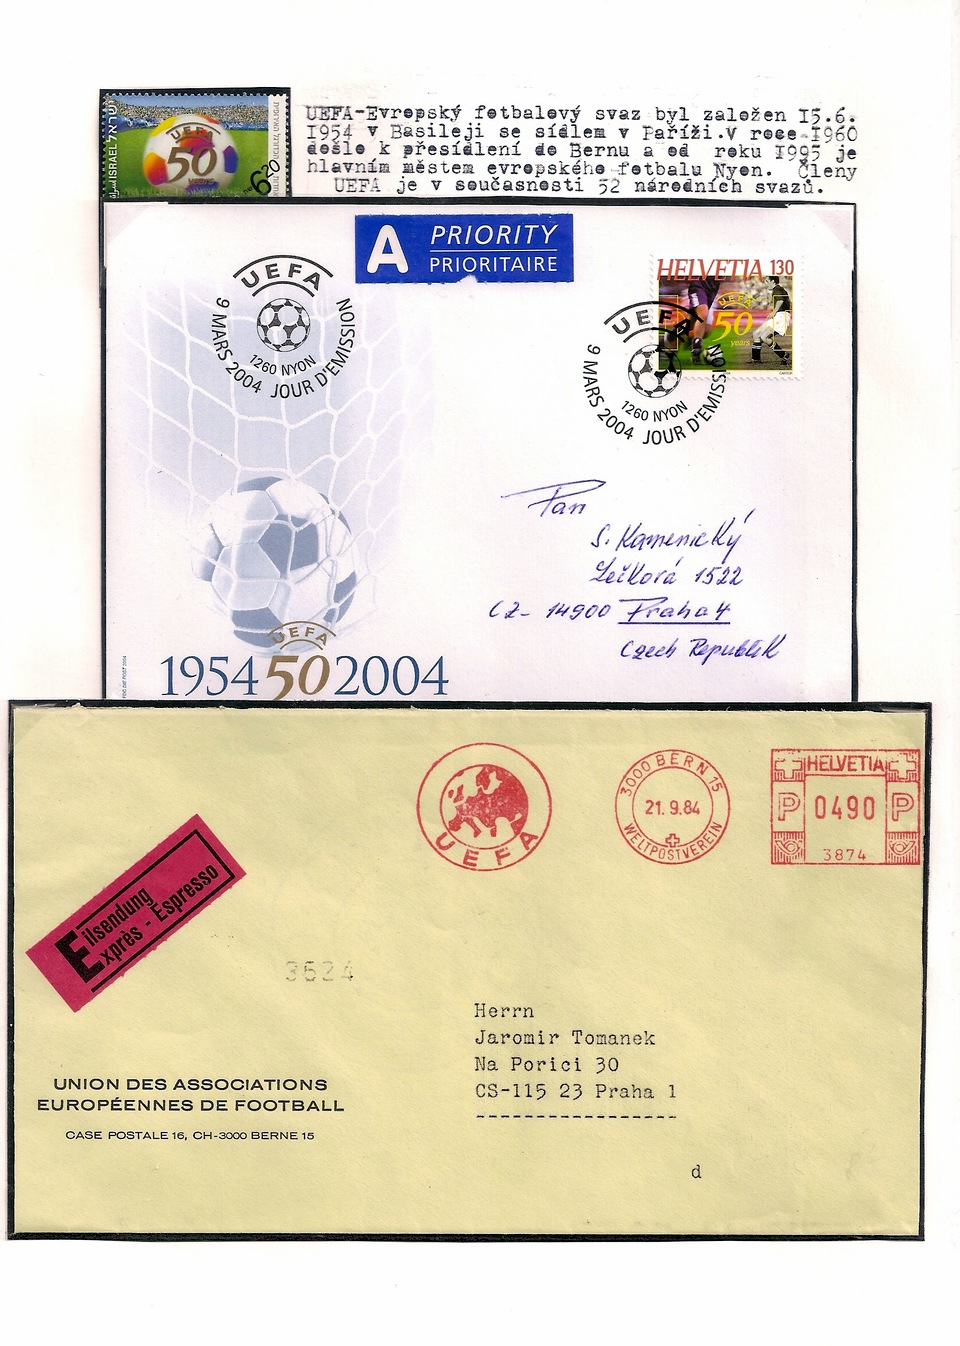 ישראל ISRAEL
UEFA
50
years
6.20
UEFA-Evropský fotbalový svaz byl založen 15.6.
1954 v Basileji se sídlem v Paříži.V roce 1960
došlo k přesídlení do Bernu a od roku 1995 je
hlavním městem evropského fotbalu Nyon. Členy
UEFA je v současnosti 52 národních svazů.
A PRIORITY
PRIORITAIRE
UEFA
1260 NYON
9 MARS 2004 JOUR D'EMISSION
HELVETIA 130
UEFA
50
years
UEFA
1260 NYON
9 MARS 2004 JOUR D'EMISSION
Pan
S. Kamenický
Lečkova 1522
CZ- 14900 Praha 4
Czech Republik
UEFA
1954 50 2004
UEFA
3000 BERN 15
21.9.84
WELTPOSTVEREIN
HELVETIA
P 0490 P
3874
Eilsendung
Exprès - Espresso
3624
Herrn
Jaromir Tomanek
Na Porici 30
CS-115 23 Praha 1
UNION DES ASSOCIATIONS
EUROPÉENNES DE FOOTBALL
CASE POSTALE 16, CH-3000 BERNE 15
d